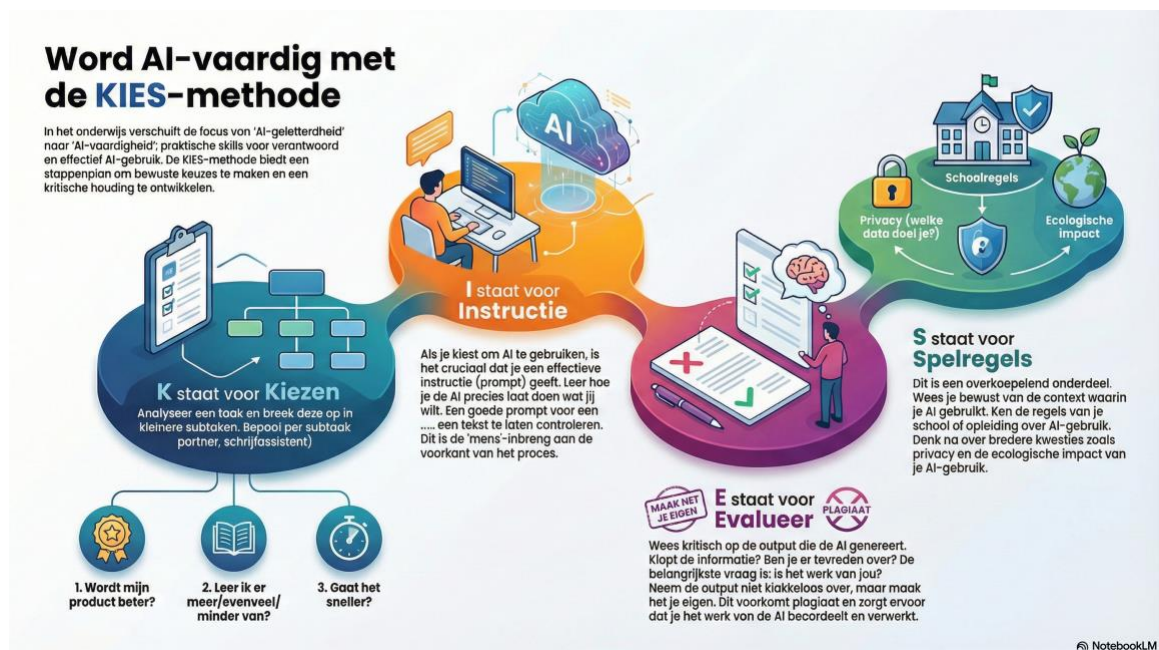 Word AI-vaardig met
de KIES-methode
In het onderwijs verschuift de focus van 'AI-geletterdheid'
naar 'AI-vaardigheid'; praktische skills voor verantwoord
en effectief AI-gebruik. De KIES-methode biedt een
stappenplan om bewuste keuzes te maken en een
kritische houding te ontwikkelen.
K staat voor Kiezen
Analyseer een taak en breek deze op in
kleinere subtaken. Bepooi per subtaak
partner, schrijfassistent)
1. Wordt mijn
product beter?
2. Leer ik er
meer/evenveel/
minder van?
3. Gaat het
sneller?
AI
I staat voor
Instructie
Als je kiest om AI te gebruiken, is
het cruciaal dat je een effectieve
instructie (prompt) geeft. Leer hoe
je de AI precies laat doen wat jij
wilt. Een goede prompt voor een
..... een tekst te laten controleren.
Dit is de 'mens'-inbreng aan de
voorkant van het proces.
MAAK NET
JE EIGEN
E staat voor
Evalueer
PLAGIAAT
Wees kritisch op de output die de AI genereert.
Klopt de informatie? Ben je er tevreden over? De
belangrijkste vraag is: is het werk van jou?
Neem de output niet kiakkeloos over, maar maak
het je eigen. Dit voorkomt plagiaat en zorgt ervoor
dat je het werk van de AI becordeelt en verwerkt.
Schoolregels
Privacy (welke
data doel je?)
Ecologische
impact
S staat voor
Spelregels
Dit is een overkoepelend onderdeel.
Wees je bewust van de context waarin
je AI gebruikt. Ken de regels van je
school of opleiding over AI-gebruik.
Denk na over bredere kwesties zoals
privacy en de ecologische impact van
je AI-gebruik.
NotebookLM